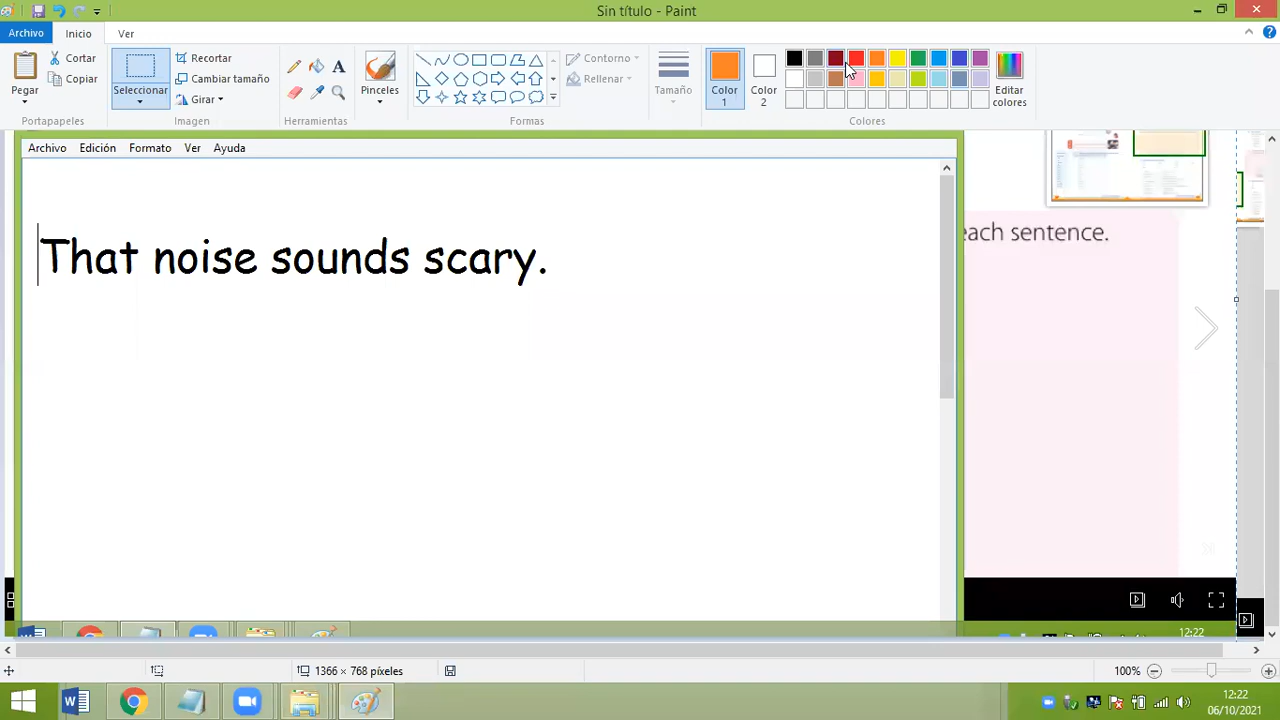 Sin título - Paint
Archivo Inicio Ver
Pegar
Cortar
Copiar
Portapapeles
Seleccionar
Recortar
Cambiar tamaño
Girar
Imagen
A
Herramientas
Pinceles
Contorno
Rellenar
Formas
Tamaño
Color 1
Color 2
Editar colores
Colores
Archivo Edición Formato Ver Ayuda
That noise sounds scary.
each sentence.
12:22
1366 × 768 píxeles
100%
12:22
06/10/2021